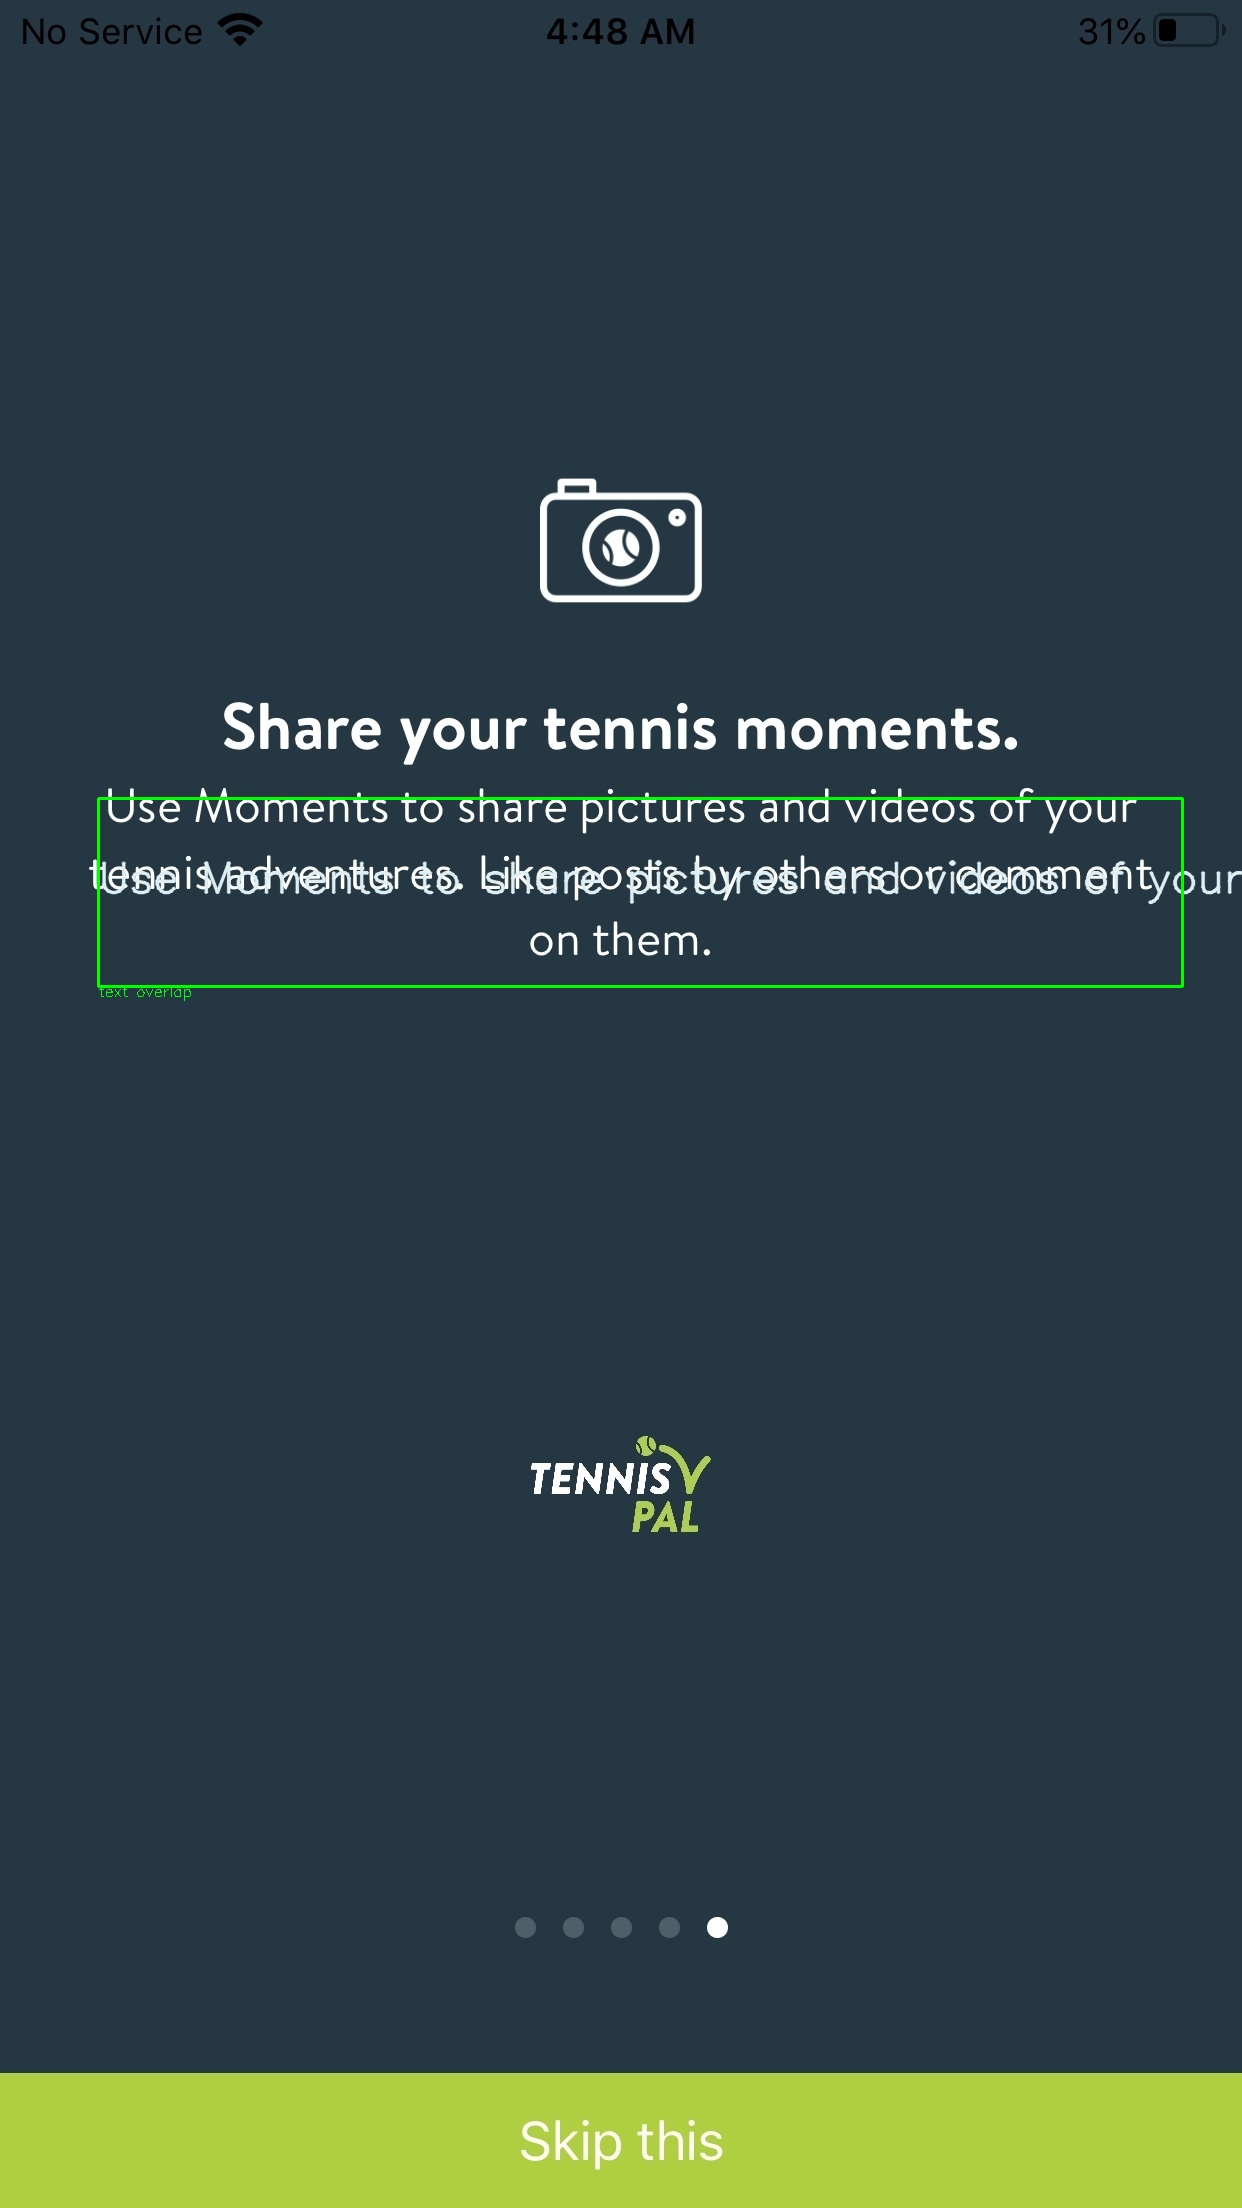 No Service 4:48 AM 31%
Share your tennis moments.
Use Moments to share pictures and videos of your
tennis adventures. Like posts by others or comment
Use Moments to share pictures and videos of your
on them.
text overlap
TENNIS
PAL
Skip this